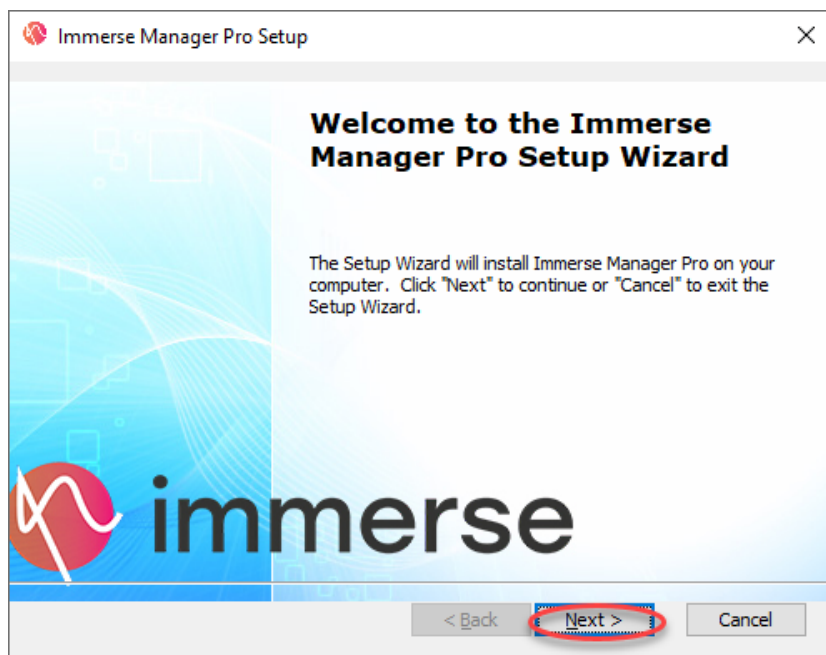 Immerse Manager Pro Setup
Welcome to the Immerse
Manager Pro Setup Wizard
The Setup Wizard will install Immerse Manager Pro on your
computer.  Click "Next" to continue or "Cancel" to exit the
Setup Wizard.
immerse
< Back Next > Cancel